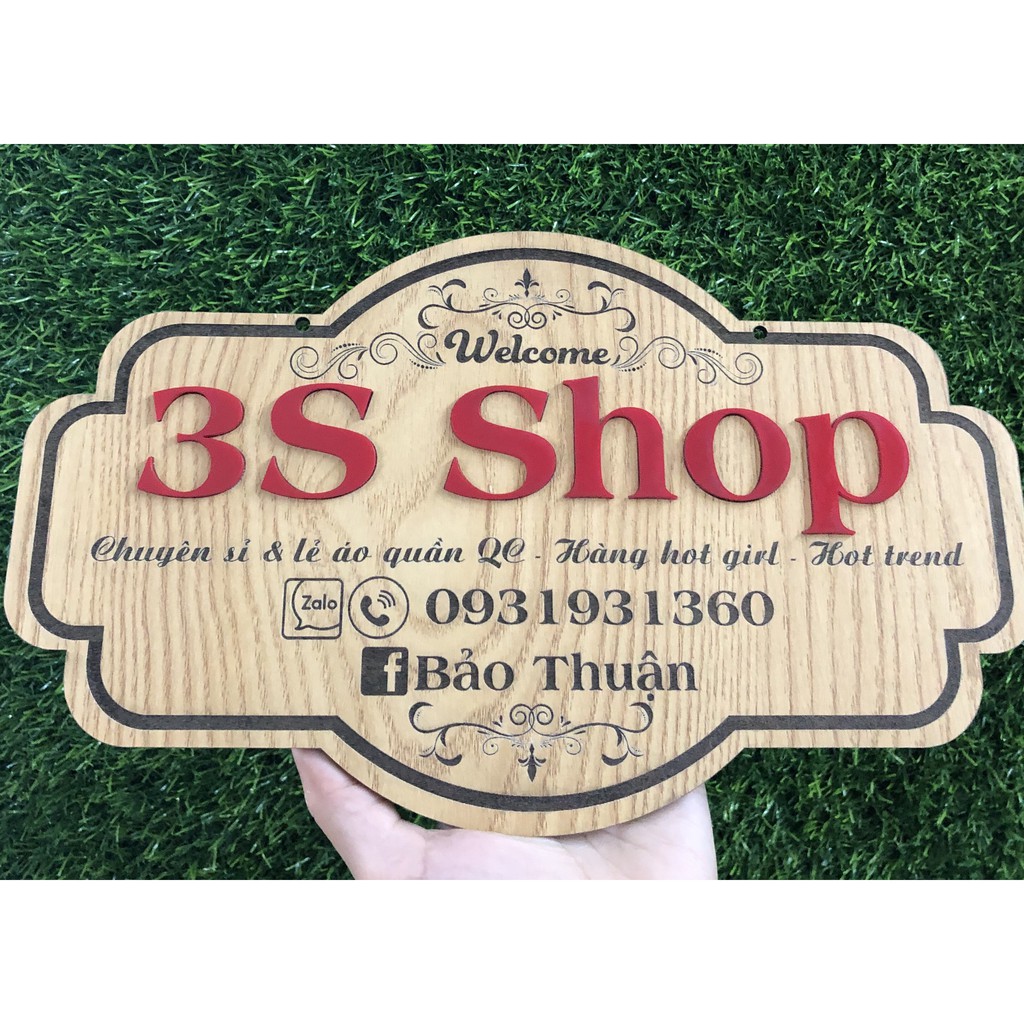 Welcome
3S Shop
Chuyên sỉ & lẻ áo quần QC - Hàng hot girl - Hot trend
Zalo 0931931360
f Bảo Thuận